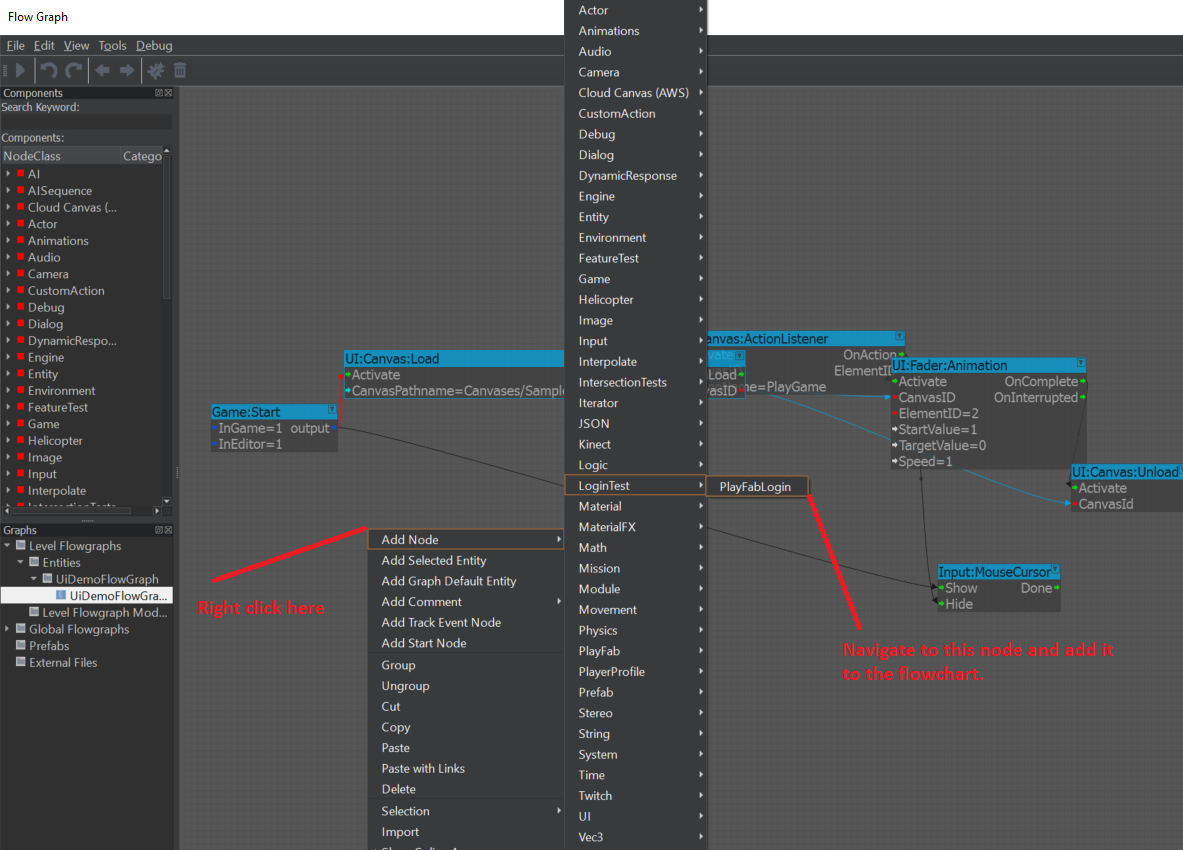 Flow Graph
File Edit View Tools Debug
Components
Search Keyword:
Components:
NodeClass Catego
AI
AISequence
Cloud Canvas (...
Actor
Animations
Audio
Camera
CustomAction
Debug
Dialog
DynamicRespo...
Engine
Entity
Environment
FeatureTest
Game
Helicopter
Image
Input
Interpolate
IntersectionTests
Graphs
Level Flowgraphs
Entities
UiDemoFlowGraph
UiDemoFlowGra...
Level Flowgraph Mod...
Global Flowgraphs
Prefabs
External Files
Game:Start
InGame=1 output
InEditor=1
UI:Canvas:Load
Activate
CanvasPathname=Canvases/Sample
Right click here
Add Node
Add Selected Entity
Add Graph Default Entity
Add Comment
Add Track Event Node
Add Start Node
Group
Ungroup
Cut
Copy
Paste
Paste with Links
Delete
Selection
Import
Actor
Animations
Audio
Camera
Cloud Canvas (AWS)
CustomAction
Debug
Dialog
DynamicResponse
Engine
Entity
Environment
FeatureTest
Game
Helicopter
Image
Input
Interpolate
IntersectionTests
Iterator
JSON
Kinect
Logic
LoginTest
Material
MaterialFX
Math
Mission
Module
Movement
Physics
PlayFab
PlayerProfile
Prefab
Stereo
String
System
Time
Twitch
UI
Vec3
PlayFabLogin
anvas:ActionListener
vate OnAction
Load ElementID
vasID me=PlayGame
UI:Fader:Animation
Activate OnComplete
CanvasID OnInterrupted
ElementID=2
StartValue=1
TargetValue=0
Speed=1
UI:Canvas:Unload
Activate
CanvasId
Input:MouseCursor
Show Done
Hide
Navigate to this node and add it
to the flowchart.